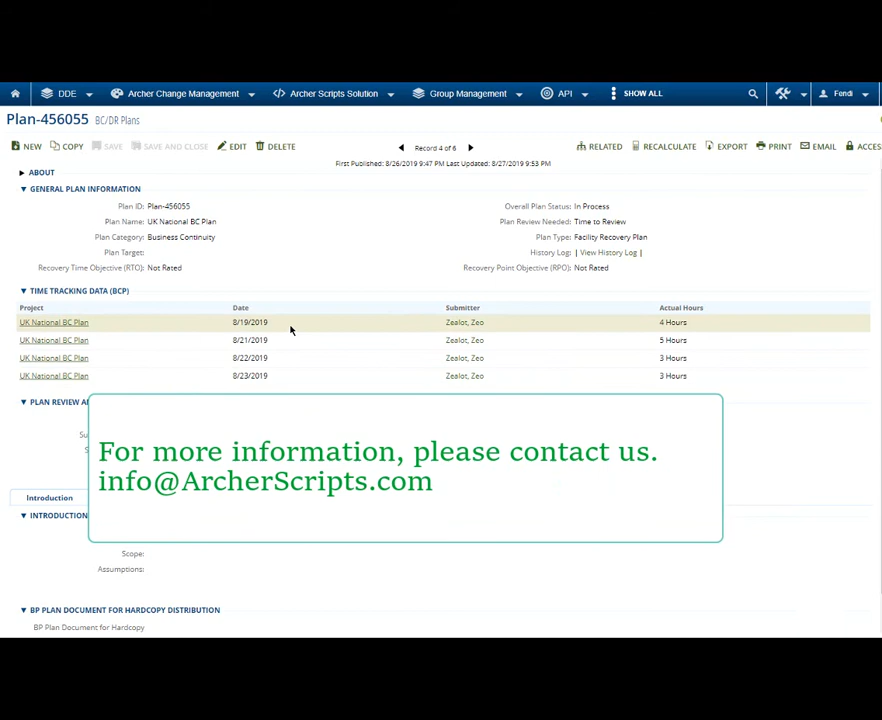 DDE Archer Change Management Archer Scripts Solution Group Management API SHOW ALL Fendi
Plan-456055 BC/DR Plans
NEW COPY SAVE SAVE AND CLOSE EDIT DELETE Record 4 of 6 RELATED RECALCULATE EXPORT PRINT EMAIL ACCES
First Published: 8/26/2019 9:47 PM Last Updated: 8/27/2019 9:53 PM
ABOUT
GENERAL PLAN INFORMATION
Plan ID: Plan-456055 Overall Plan Status: In Process
Plan Name: UK National BC Plan Plan Review Needed: Time to Review
Plan Category: Business Continuity Plan Type: Facility Recovery Plan
Plan Target: History Log: | View History Log |
Recovery Time Objective (RTO): Not Rated Recovery Point Objective (RPO): Not Rated
TIME TRACKING DATA (BCP)
Project Date Submitter Actual Hours
UK National BC Plan 8/19/2019 Zealot, Zeo 4 Hours
UK National BC Plan 8/21/2019 Zealot, Zeo 5 Hours
UK National BC Plan 8/22/2019 Zealot, Zeo 3 Hours
UK National BC Plan 8/23/2019 Zealot, Zeo 3 Hours
PLAN REVIEW
For more information, please contact us.
info@ArcherScripts.com
Introduction
INTRODUCTION
Scope:
Assumptions:
BP PLAN DOCUMENT FOR HARDCOPY DISTRIBUTION
BP Plan Document for Hardcopy